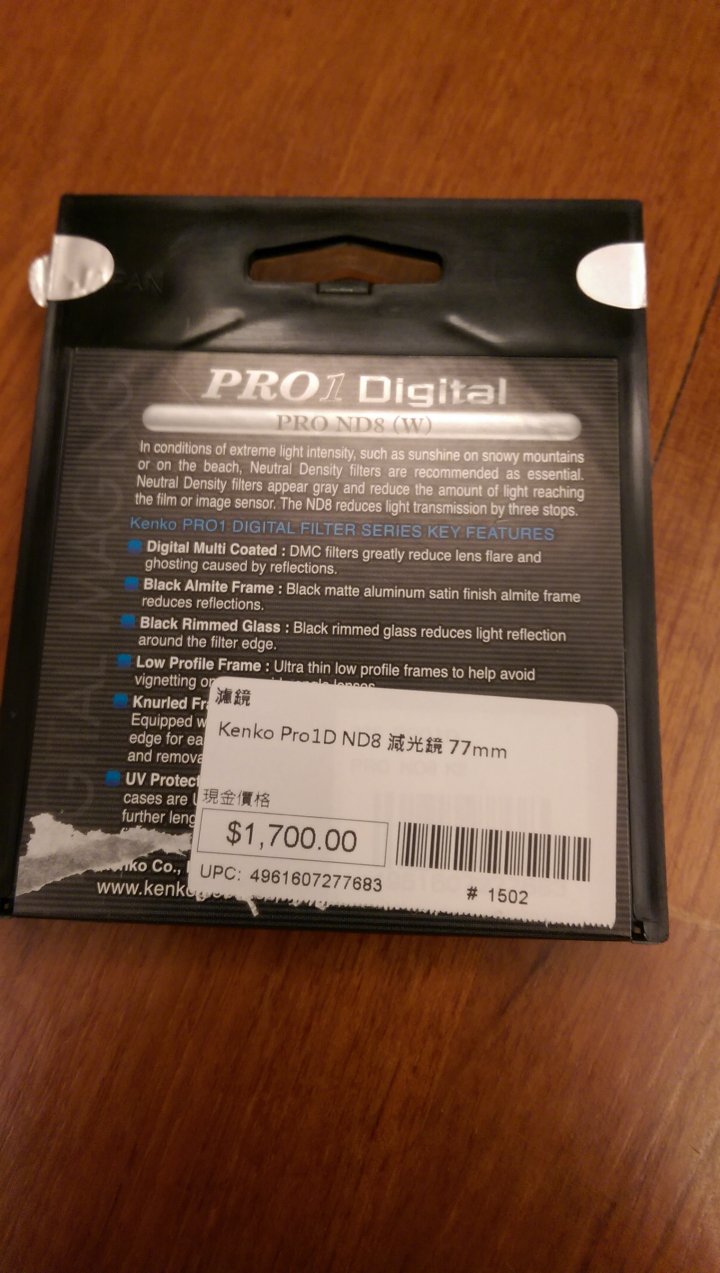 PAN
PRO1 Digital
PRO ND8 (W)
In conditions of extreme light intensity, such as sunshine on snowy mountains
or on the beach, Neutral Density filters are recommended as essential.
Neutral Density filters appear gray and reduce the amount of light reaching
the film or image sensor. The ND8 reduces light transmission by three stops.
Kenko PRO1 DIGITAL FILTER SERIES KEY FEATURES
Digital Multi Coated : DMC filters greatly reduce lens flare and
ghosting caused by reflections.
Black Almite Frame : Black matte aluminum satin finish almite frame
reduces reflections.
Black Rimmed Glass : Black rimmed glass reduces light reflection
around the filter edge.
Low Profile Frame : Ultra thin low profile frames to help avoid
vignetting
Knurled
Equipped
edge for
and
UV
cases are
further
Co.,
濾鏡
Kenko Pro1D ND8 減光鏡 77mm
現金價格
$1,700.00
UPC: 4961607277683
# 1502